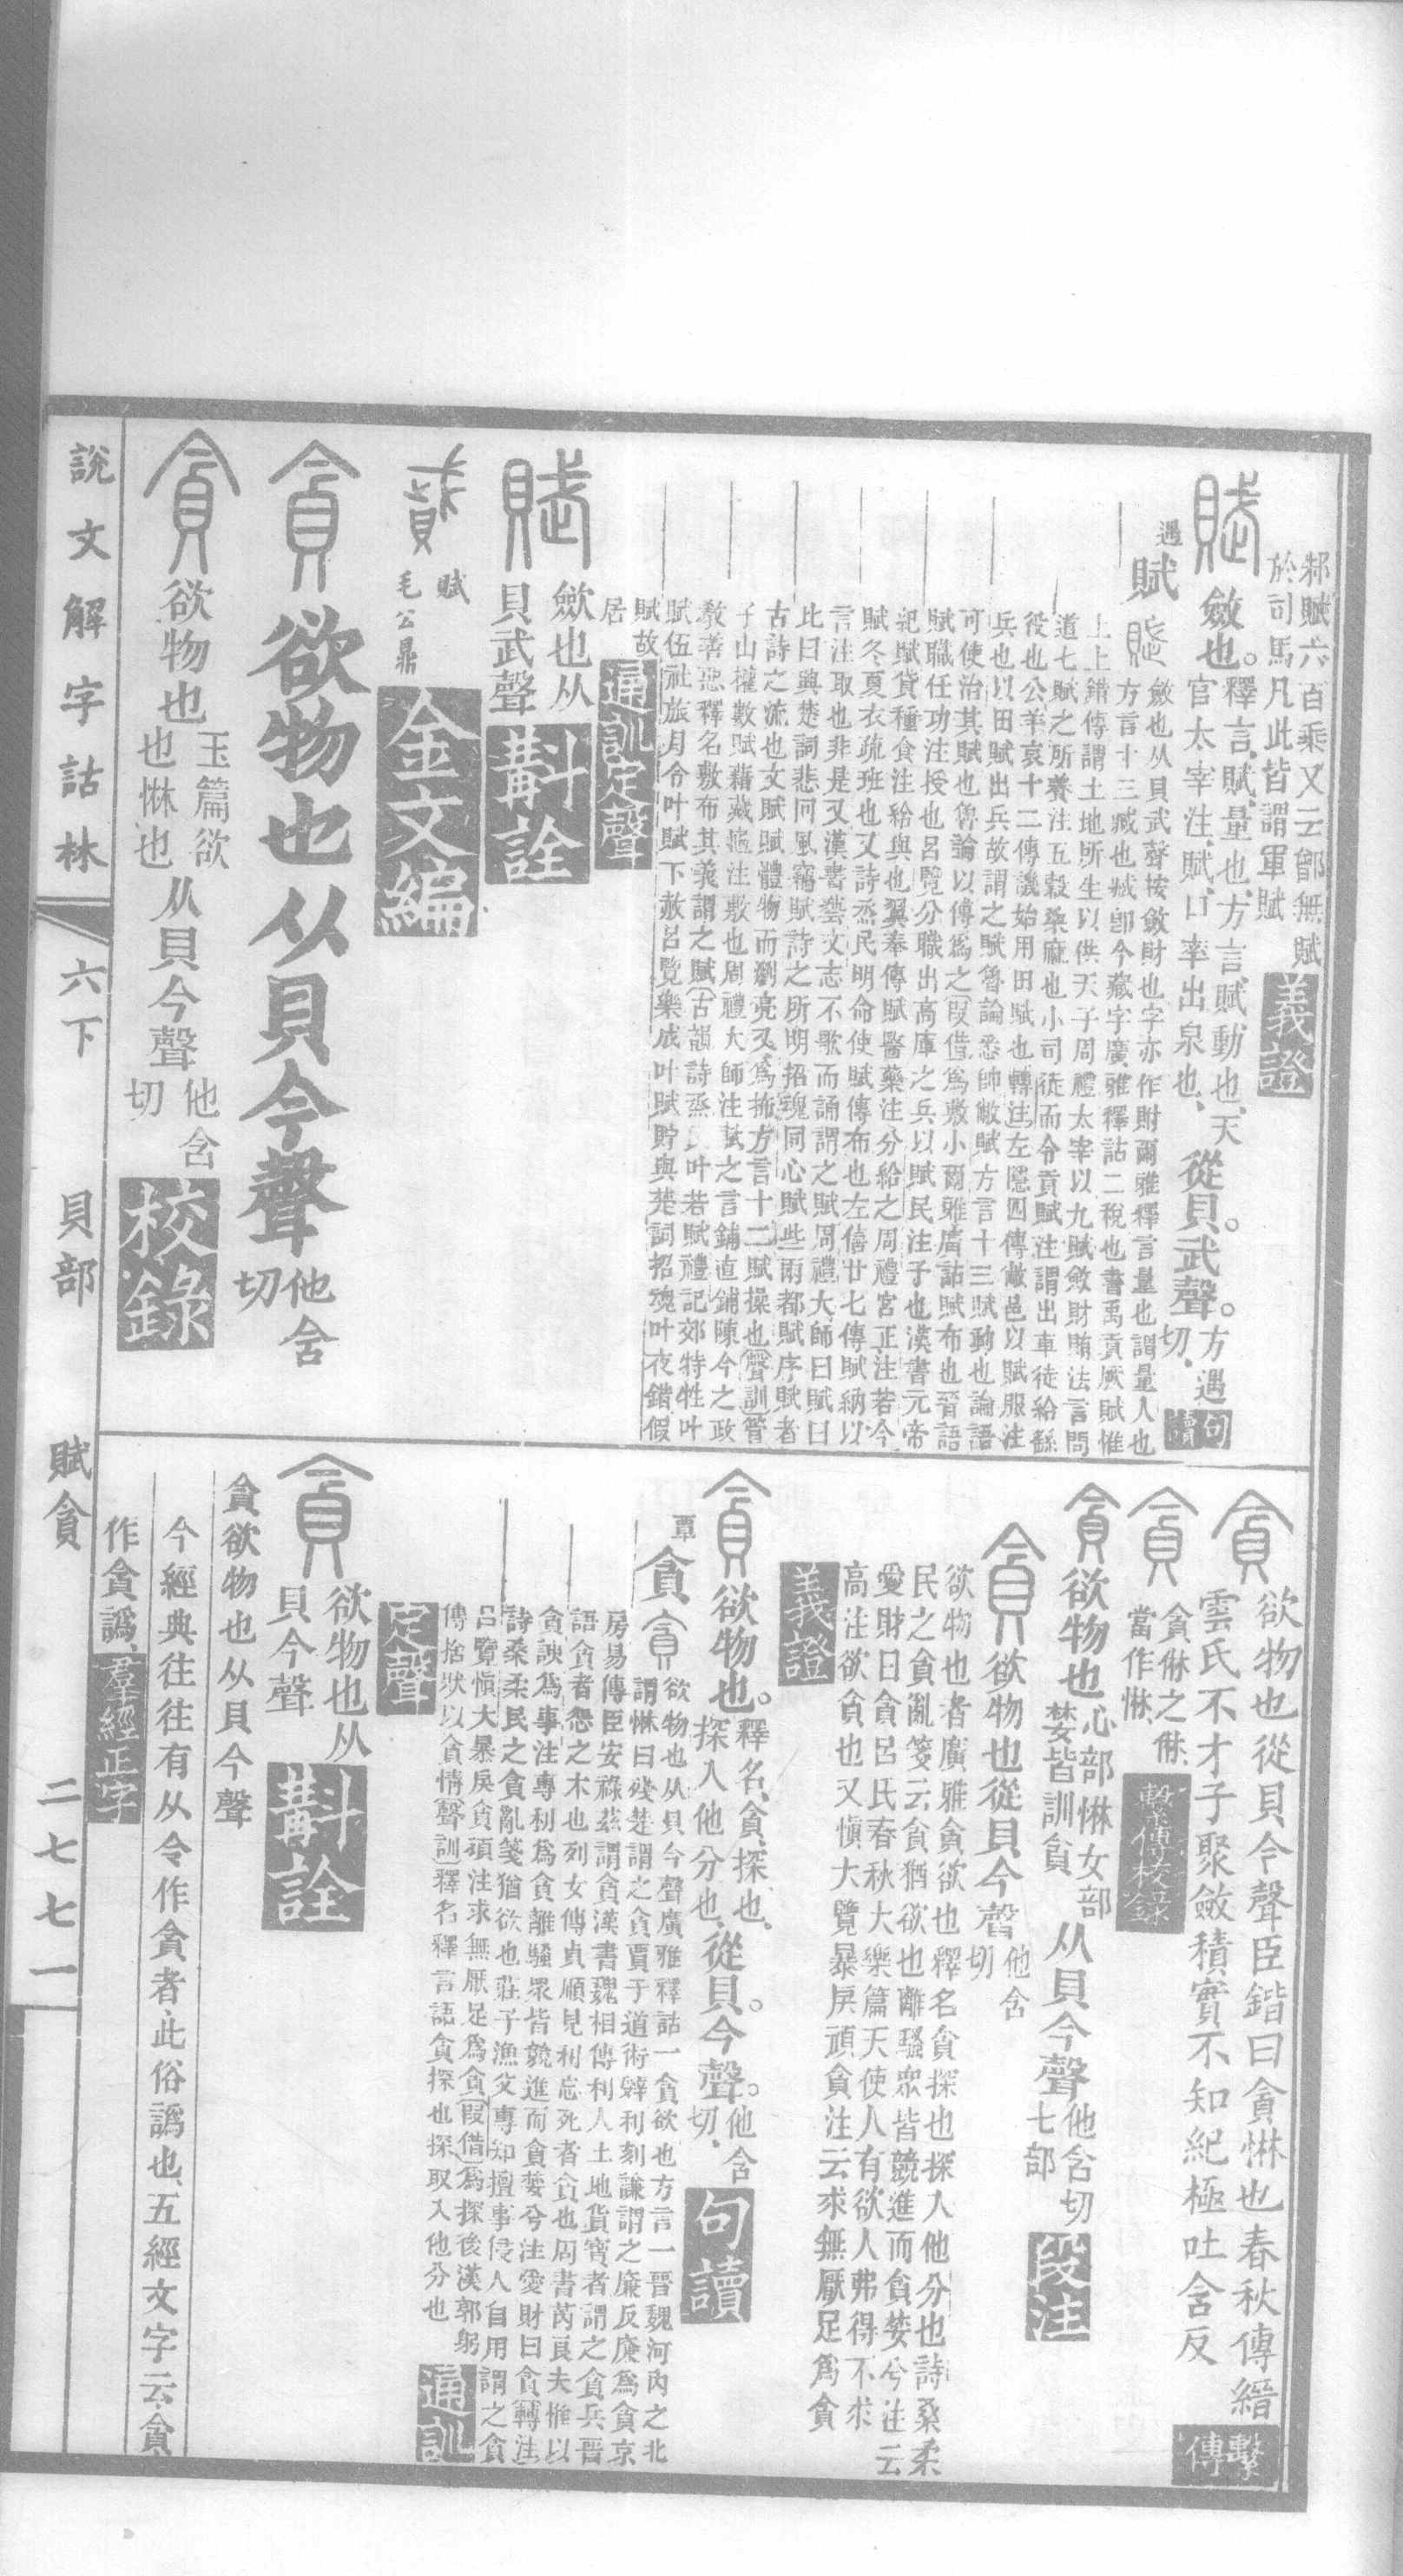 邾賦六百乘又云郈無賦
於司馬凡此皆謂軍賦
義證
賦
斂也。釋言、賦、量也、方言、賦動也、天
官太宰注、賦、口率出泉也、
從貝。武聲。方遇切。
句讀
遇
賦
斂也从貝武聲按斂財也字亦作財爾雅釋言量也謂量人也
方言十三臧也臧卽今藏字廣雅釋詁二稅也書禹貢厥賦惟
上上錯傳謂土地所生以供天子周禮太宰以九賦斂財賄法言問
道七賦之所養注五穀桑麻也小司徒而令貢賦注謂出車徒給繇
役也公羊哀十二傳譏始用田賦也轉注左隱四傳敝邑以賦服注
兵也以田賦出兵故謂之賦魯論悉帥敝賦方言十三賦動也論語
可使治其賦也魯論以傅爲之叚借爲敷小爾雅廣詁賦布也晉語
賦職任功注授也呂覽分職出高庫之兵以賦民注予也漢書元帝
紀賦貸種食注給與也翼奉傳賦醫藥注分給之周禮宮正注若今
賦冬夏衣疏班也又詩烝民明命使賦傳布也左僖廿七傳賦納以
言注取也非是又漢書藝文志不歌而誦謂之賦周禮大師曰賦曰
比曰興楚詞悲回風竊賦詩之所明招魂同心賦些兩都賦序賦者
古詩之流也文賦賦體物而瀏亮又爲拖方言十二賦操也聲訓管
子山權數賦藉藏龜注敷也周禮大師注賦之言鋪直鋪陳今之政
教善惡釋名敷布其義謂之賦古韻詩烝民叶若賦禮記郊特牲叶
賦伍社旅月令叶賦下赦呂覽樂成叶賦貯與楚詞招魂叶夜錯假
賦故
居
通訓定聲
賦
斂也从
貝武聲
斠詮
賦
毛公鼎
金文編
貪
欲物也从貝今聲
他含切
貪
欲物也
玉篇欲
也惏也
从貝今聲
他含切
校錄
貪
欲物也從貝今聲臣鍇曰貪惏也春秋傳縉
雲氏不才子聚斂積實不知紀極吐含反
繫傳
貪
貪㑣之㑣
當作惏、
繫傳校錄
貪
欲物也
心部惏女部
婪皆訓貪
从貝今聲
他含切
七部
段注
貪
欲物也從貝今聲
他含切
欲物也者廣雅貪欲也釋名貪探也探入他分也詩桑柔
民之貪亂箋云貪猶欲也離騷衆皆競進而貪婪兮注云
愛財曰貪呂氏春秋大樂篇天使人有欲人弗得不求
高注欲貪也又愼大覽暴戾頑貪注云求無厭足爲貪
義證
貪
欲物也。
釋名、貪、探也、
探入他分也、
從貝。今聲。
他含切。
句讀
覃
貪
欲物也从貝今聲廣雅釋詁一貪欲也方言一晉魏河內之北
謂惏曰殘楚謂之貪賈子道術辭利刻謙謂之廉反廉爲貪京
房易傳臣安祿茲謂貪漢書魏相傳利人土地貨寶者謂之貪兵晉
語貪者怨之本也列女傳貞順見利忘死者貪也周書芮良夫惟以
貪諛爲事注專利爲貪離騷衆皆競進而貪婪兮注愛財曰貪轉注
詩桑柔民之貪亂箋猶欲也莊子漁父專知擅事侵人自用謂之貪
呂覽愼大暴戾貪頑注求無厭足爲貪叚借爲探後漢郭躬
傳捨狀以貪情聲訓釋名釋言語貪探也探取入他分也
通訓
定聲
貪
欲物也从
貝今聲
斠詮
貪欲物也从貝今聲
今經典往往有从令作貪者此俗譌也、五經文字云、貪
作貪譌、
羣經正字
說文解字詁林
六下
貝部
賦貪
二七七一